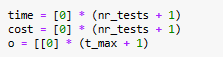 time = [0] * (nr_tests + 1)
cost = [0] * (nr_tests + 1)
o = [[0] * (t_max + 1)